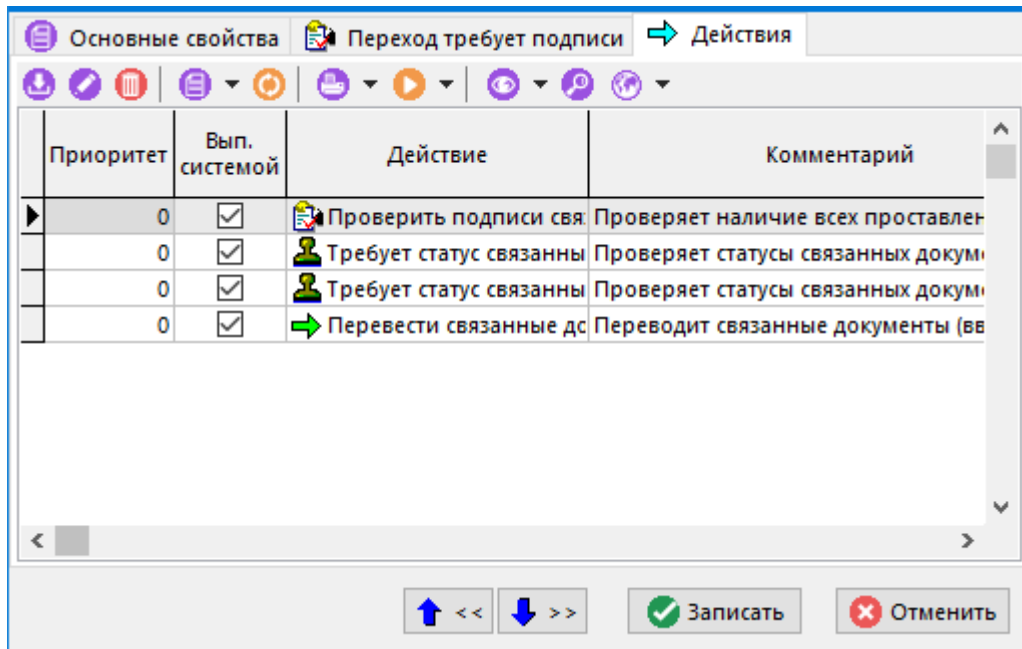 Основные свойства Переход требует подписи Действия
Приоритет Вып. системой Действие Комментарий
0 Проверить подписи свя Проверяет наличие всех проставлен
0 Требует статус связанны Проверяет статусы связанных докум
0 Требует статус связанны Проверяет статусы связанных докум
0 Перевести связанные до Переводит связанные документы (вв
<< >> Записать Отменить